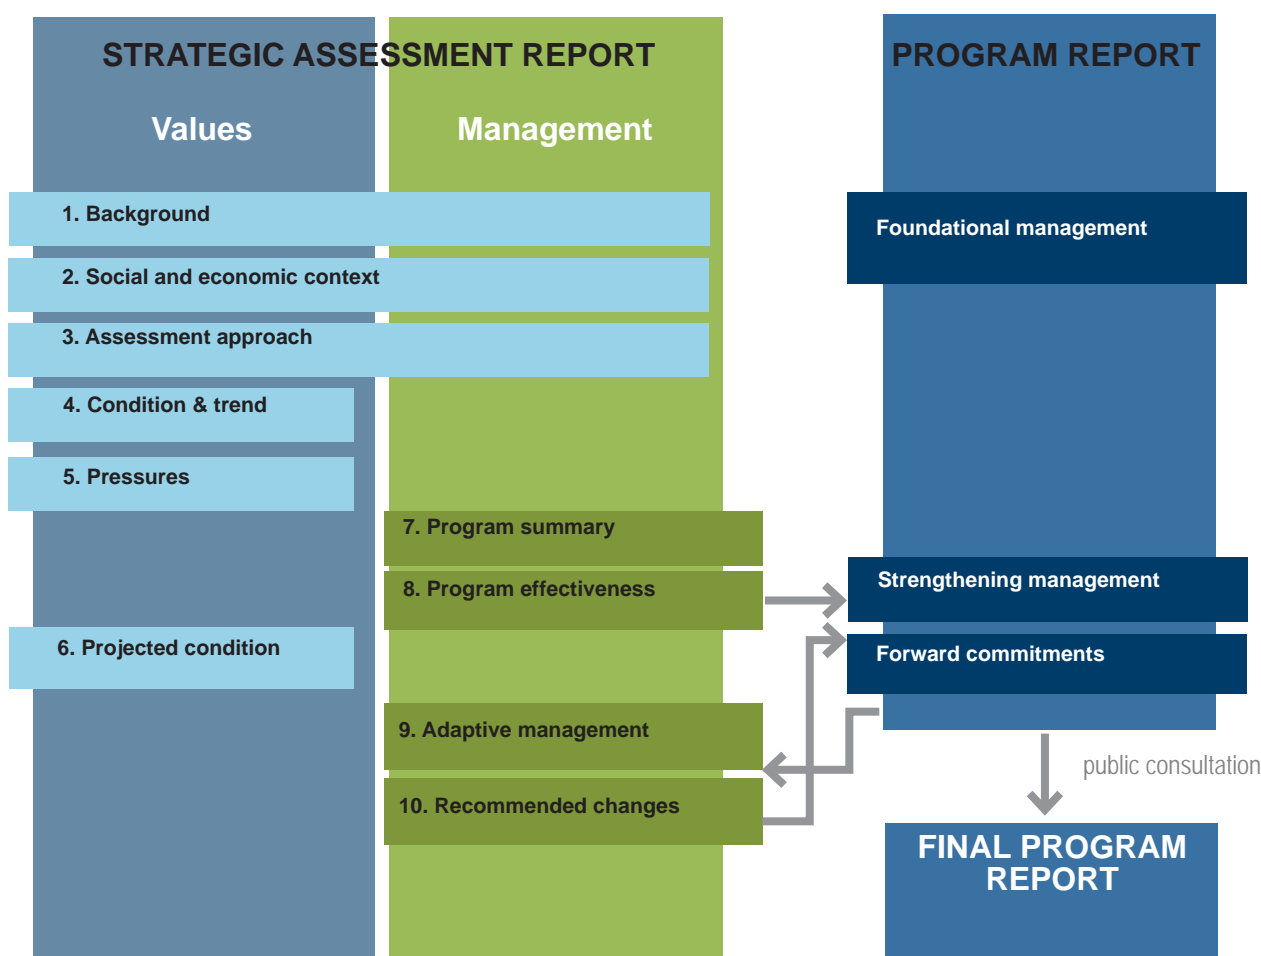 STRATEGIC ASSESSMENT REPORT
PROGRAM REPORT
Values
Management
1. Background
Foundational management
2. Social and economic context
3. Assessment approach
4. Condition & trend
5. Pressures
7. Program summary
8. Program effectiveness
Strengthening management
6. Projected condition
Forward commitments
9. Adaptive management
public consultation
10. Recommended changes
FINAL PROGRAM
REPORT